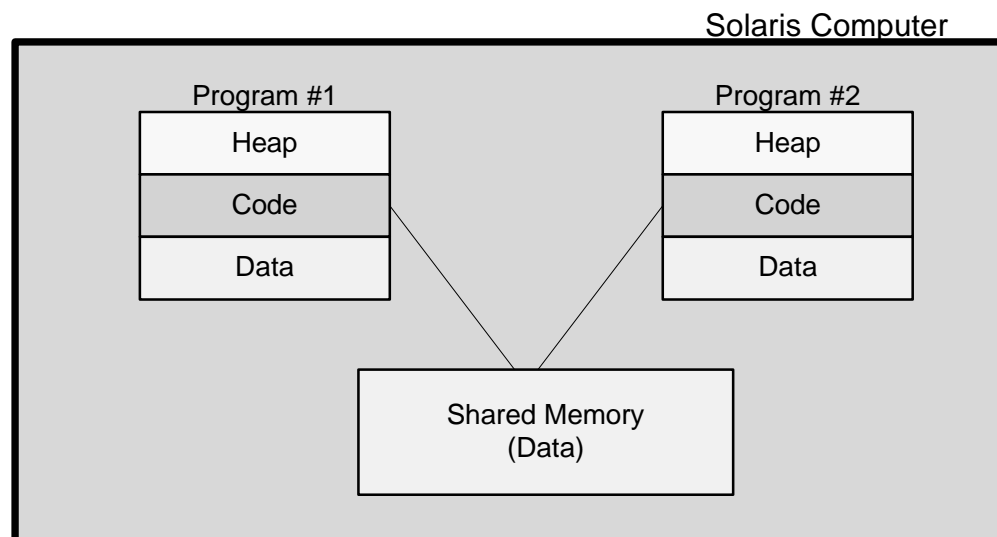 Solaris Computer
Program #1
Heap
Code
Data
Program #2
Heap
Code
Data
Shared Memory
(Data)